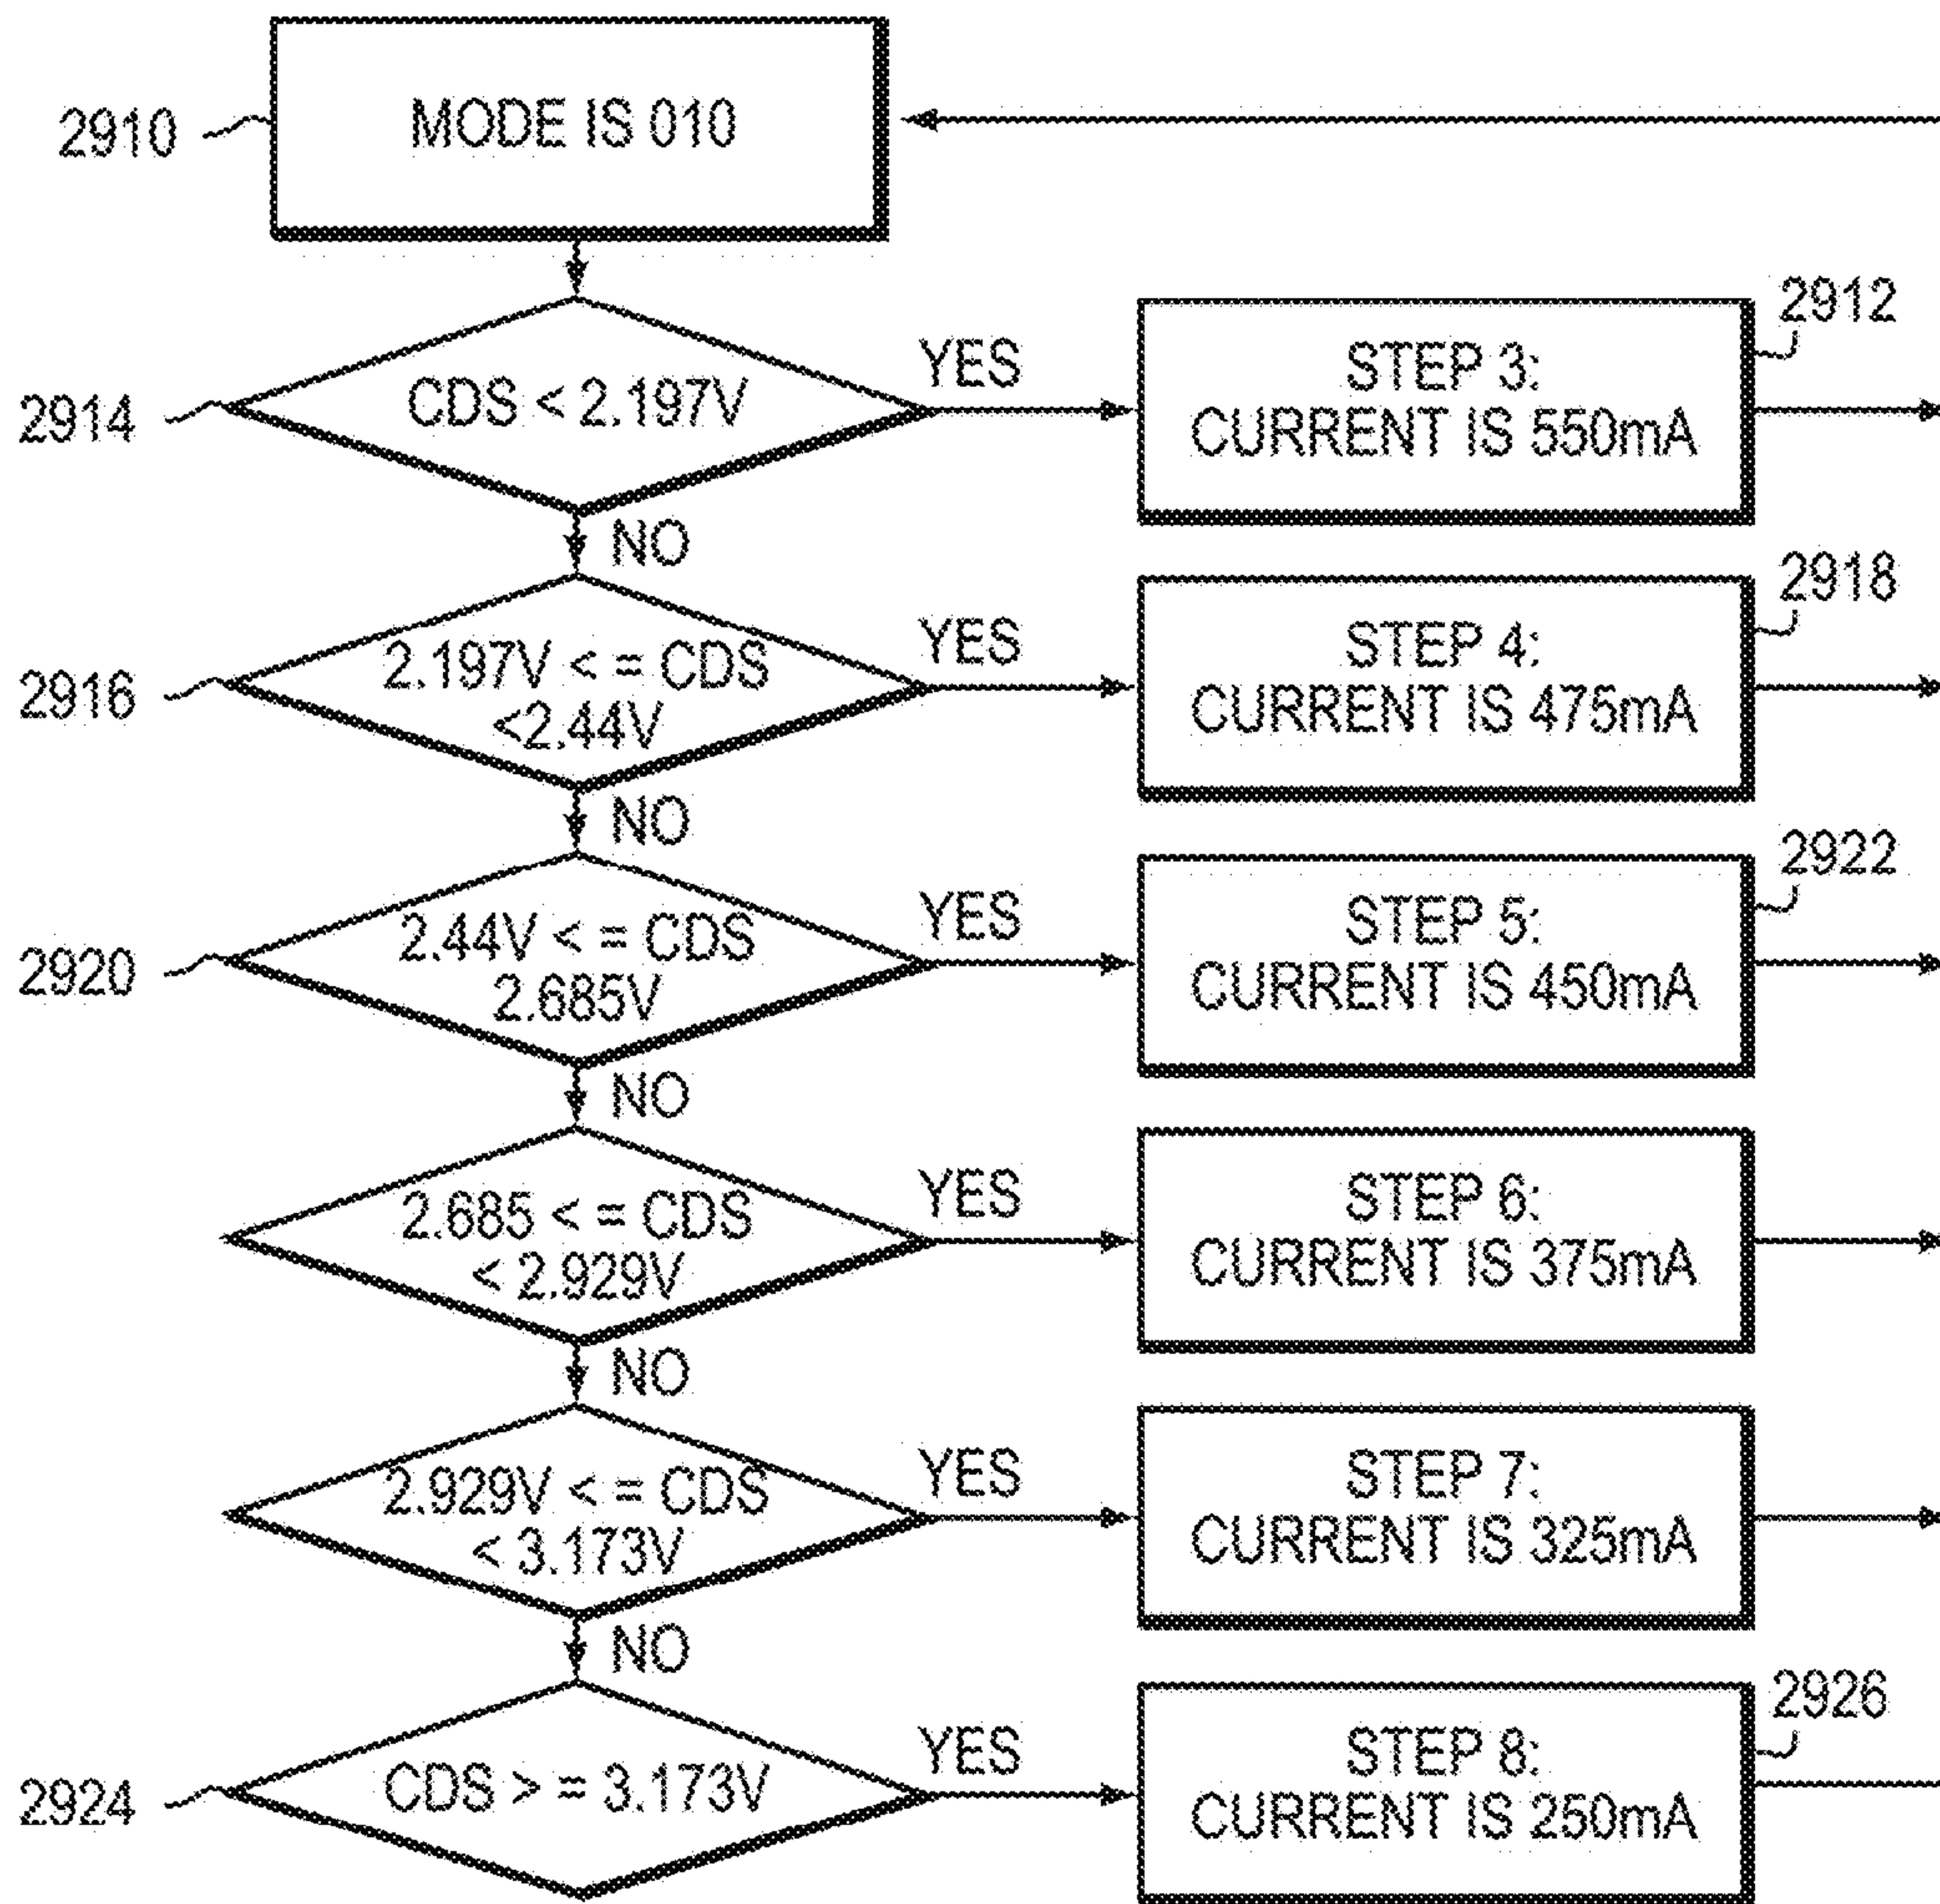 MODE IS 010
2910
CDS < 2.197V
2914
YES
STEP 3:
CURRENT IS 550mA
2912
NO
2.197V < = CDS
<2.44V
2916
YES
STEP 4:
CURRENT IS 475mA
2918
NO
2.44V < = CDS
2.685V
2920
YES
STEP 5:
CURRENT IS 450mA
2922
NO
2.685 < = CDS
< 2.929V
YES
STEP 6:
CURRENT IS 375mA
NO
2.929V < = CDS
< 3.173V
YES
STEP 7:
CURRENT IS 325mA
NO
CDS > = 3.173V
2924
YES
STEP 8:
CURRENT IS 250mA
2926